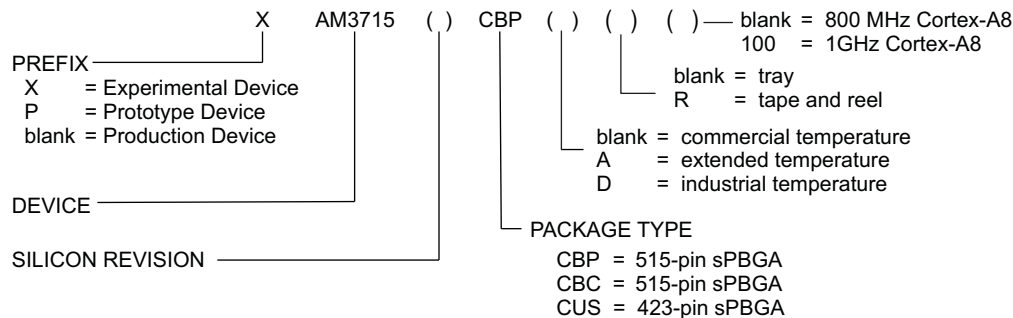 X AM3715 ( ) CBP ( ) ( ) ( ) blank = 800 MHz Cortex-A8
100 = 1GHz Cortex-A8
PREFIX
X = Experimental Device
P = Prototype Device
blank = Production Device
blank = tray
R = tape and reel
blank = commercial temperature
A = extended temperature
D = industrial temperature
DEVICE
PACKAGE TYPE
SILICON REVISION
CBP = 515-pin sPBGA
CBC = 515-pin sPBGA
CUS = 423-pin sPBGA